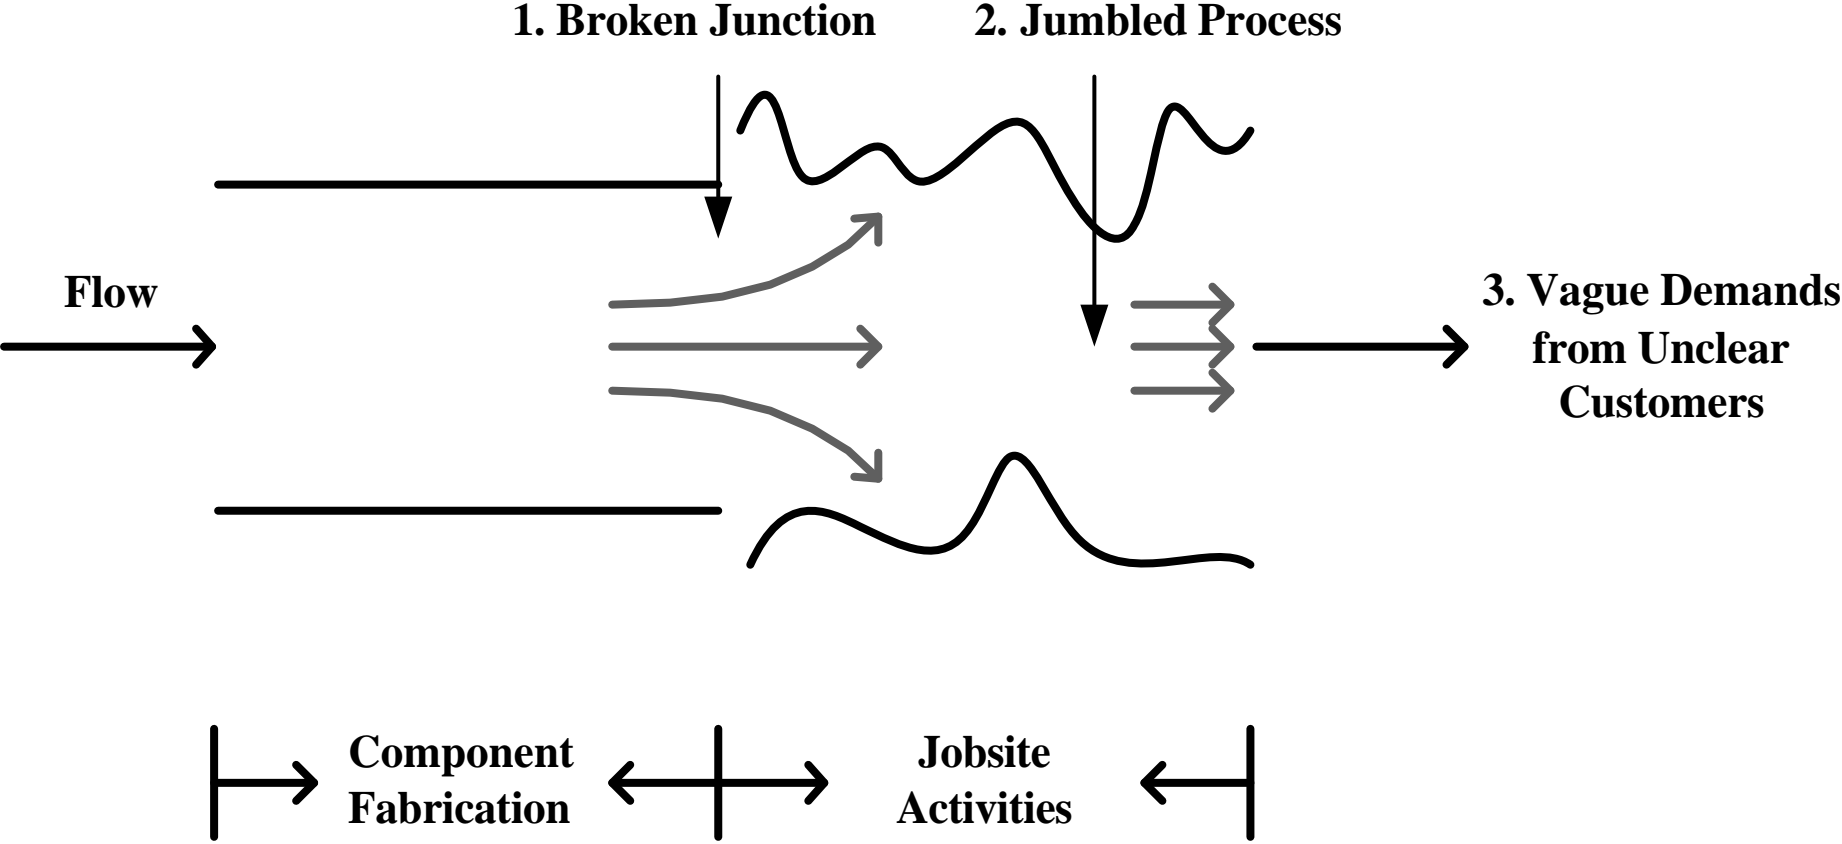 1. Broken Junction
2. Jumbled Process
Flow
3. Vague Demands
from Unclear
Customers
Component
Fabrication
Jobsite
Activities